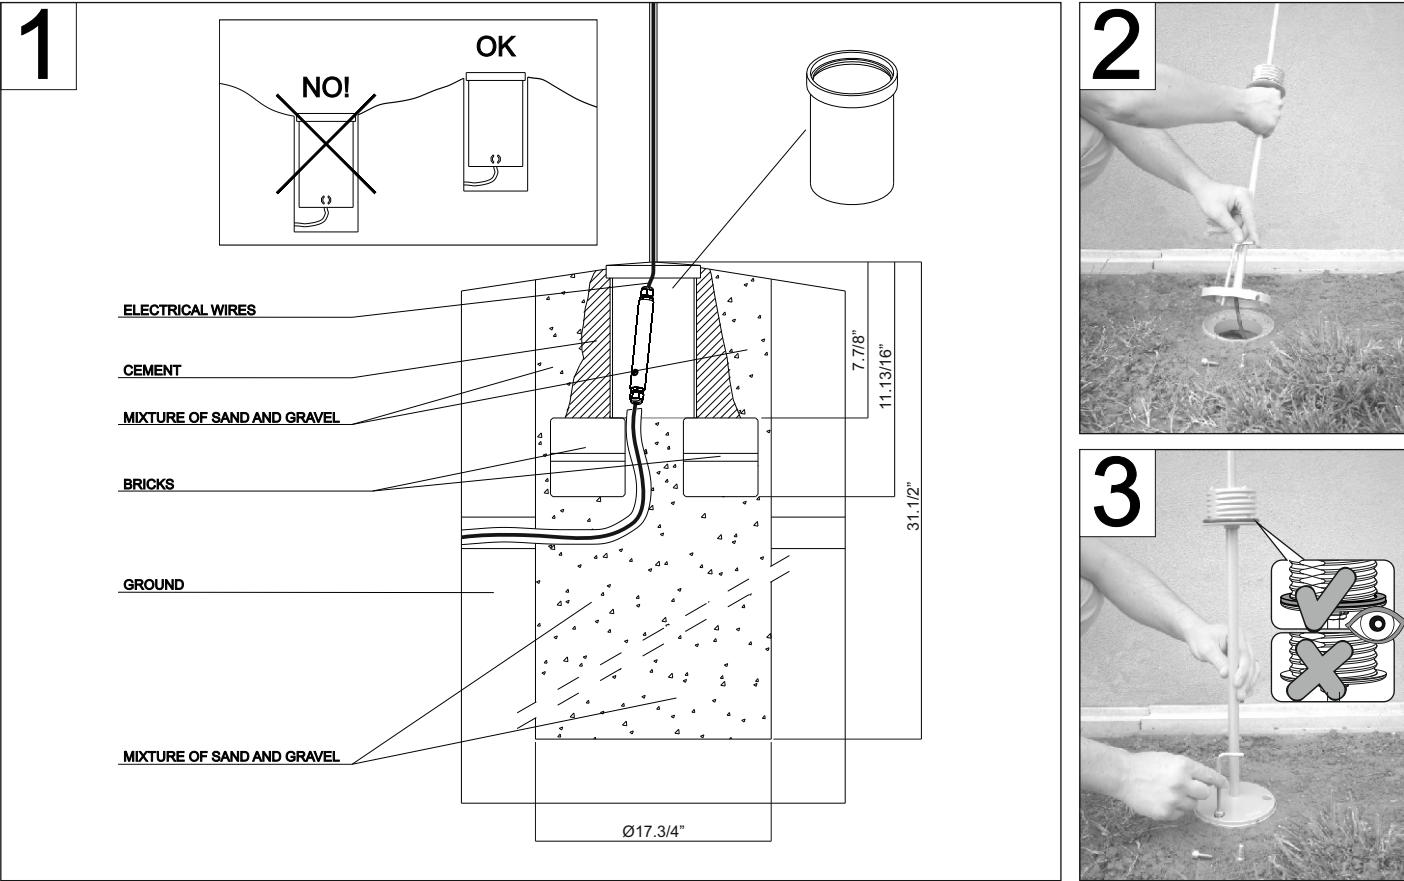 1
NO!
OK
ELECTRICAL WIRES
CEMENT
MIXTURE OF SAND AND GRAVEL
BRICKS
GROUND
MIXTURE OF SAND AND GRAVEL
7.7/8”
11.13/16”
31.1/2”
Ø17.3/4”
2
3